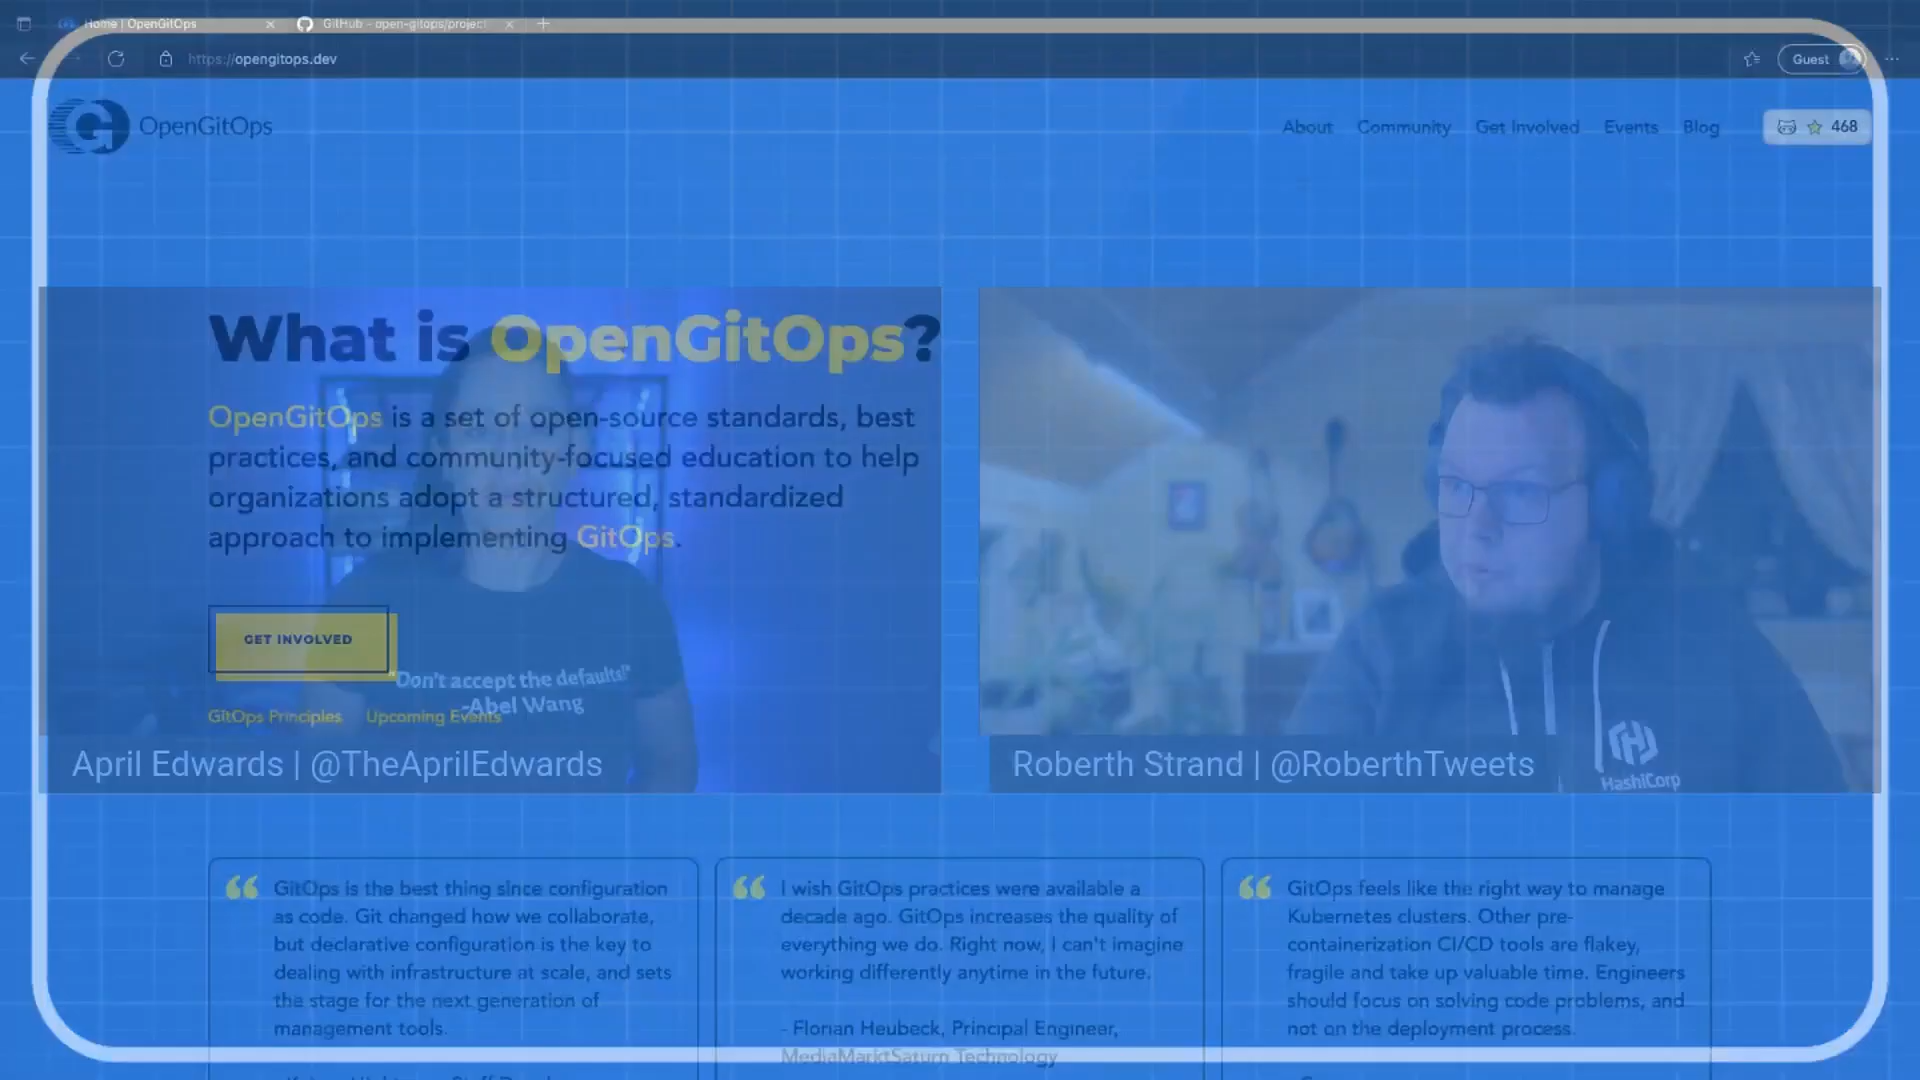 Home | OpenGitOps
GitHub - open-gitops/project
https://opengitops.dev
Guest
OpenGitOps
About
Community
Get Involved
Events
Blog
468
What is OpenGitOps?
OpenGitOps is a set of open-source standards, best
practices, and community-focused education to help
organizations adopt a structured, standardized
approach to implementing GitOps.
GET INVOLVED
"Don't accept the defaults!"
-Abel Wang
GitOps Principles
Upcoming Events
April Edwards | @TheAprilEdwards
Roberth Strand | @RoberthTweets
HashiCorp
GitOps is the best thing since configuration
as code. Git changed how we collaborate,
but declarative configuration is the key to
dealing with infrastructure at scale, and sets
the stage for the next generation of
management tools.
I wish GitOps practices were available a
decade ago. GitOps increases the quality of
everything we do. Right now, I can't imagine
working differently anytime in the future.
- Florian Heubeck, Principal Engineer,
MediaMarktSaturn Technology
GitOps feels like the right way to manage
Kubernetes clusters. Other pre-
containerization CI/CD tools are flakey,
fragile and take up valuable time. Engineers
should focus on solving code problems, and
not on the deployment process.